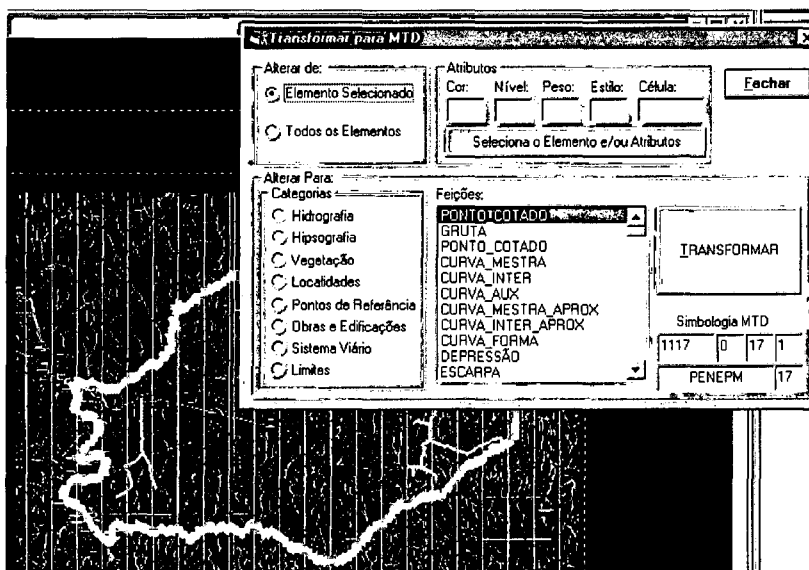 Transformar para MTD
Alterar de:
Elemento Selecionado
Todos os Elementos
Atributos
Cor: Nível: Peso: Estilo: Célula:
Seleciona o Elemento e/ou Atributos
Fechar
Alterar Para:
Categorias
Hidrografia
Hipsografia
Vegetação
Localidades
Pontos de Referência
Obras e Edificações
Sistema Viário
Limites
Feições:
PONTO_COTADO
GRUTA
PONTO_COTADO
CURVA_MESTRA
CURVA_INTER
CURVA_AUX
CURVA_MESTRA_APROX
CURVA_INTER_APROX
CURVA_FORMA
DEPRESSÃO
ESCARPA
TRANSFORMAR
Simbologia MTD
1117 0 17 1
PENEPM 17